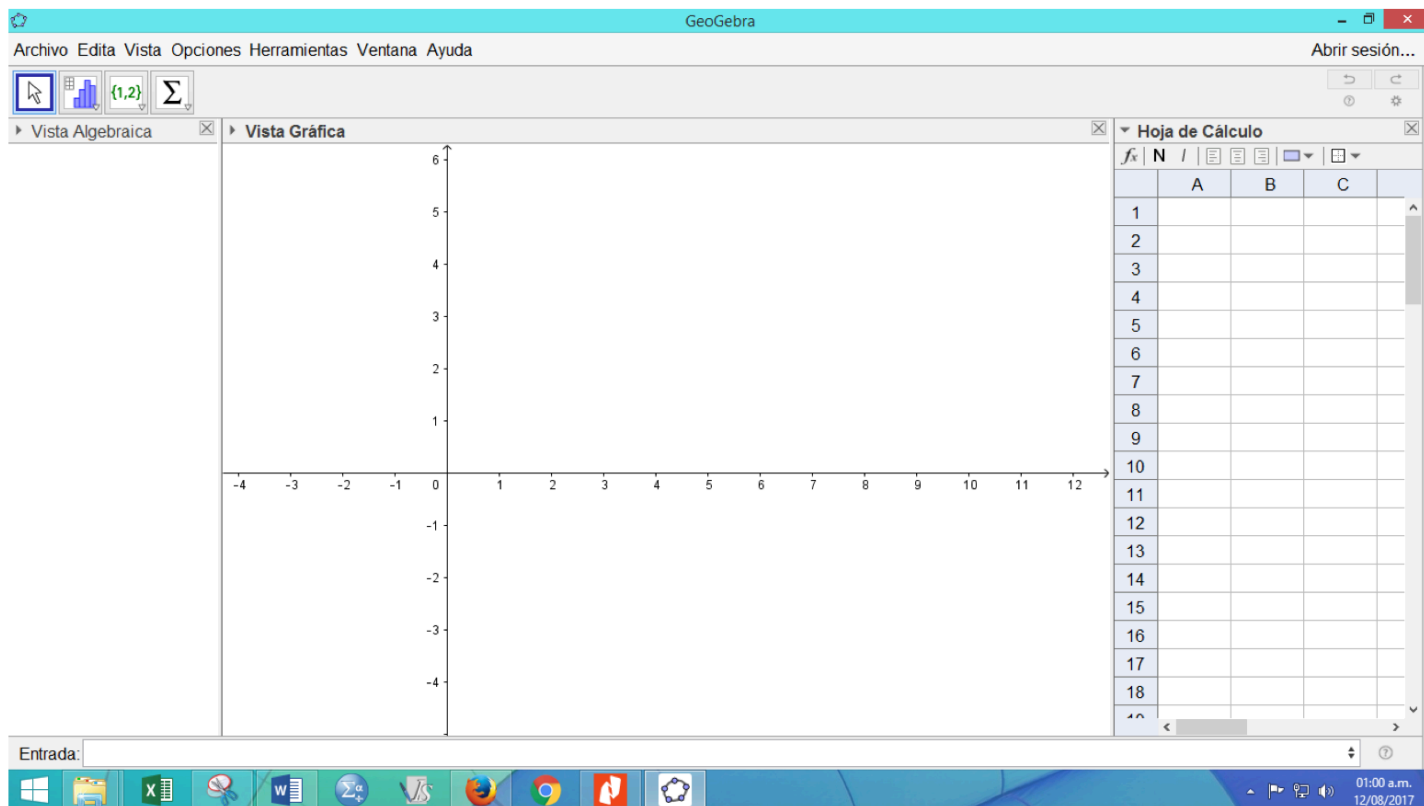 GeoGebra
Archivo Edita Vista Opciones Herramientas Ventana Ayuda
Abrir sesión...
{1,2} Σ
Vista Algebraica
Vista Gráfica
Hoja de Cálculo
fx N I
A B C
1
2
3
4
5
6
7
8
9
10
11
12
13
14
15
16
17
18
6
5
4
3
2
1
-4 -3 -2 -1 0 1 2 3 4 5 6 7 8 9 10 11 12
-1
-2
-3
-4
Entrada:
01:00 a.m.
12/08/2017